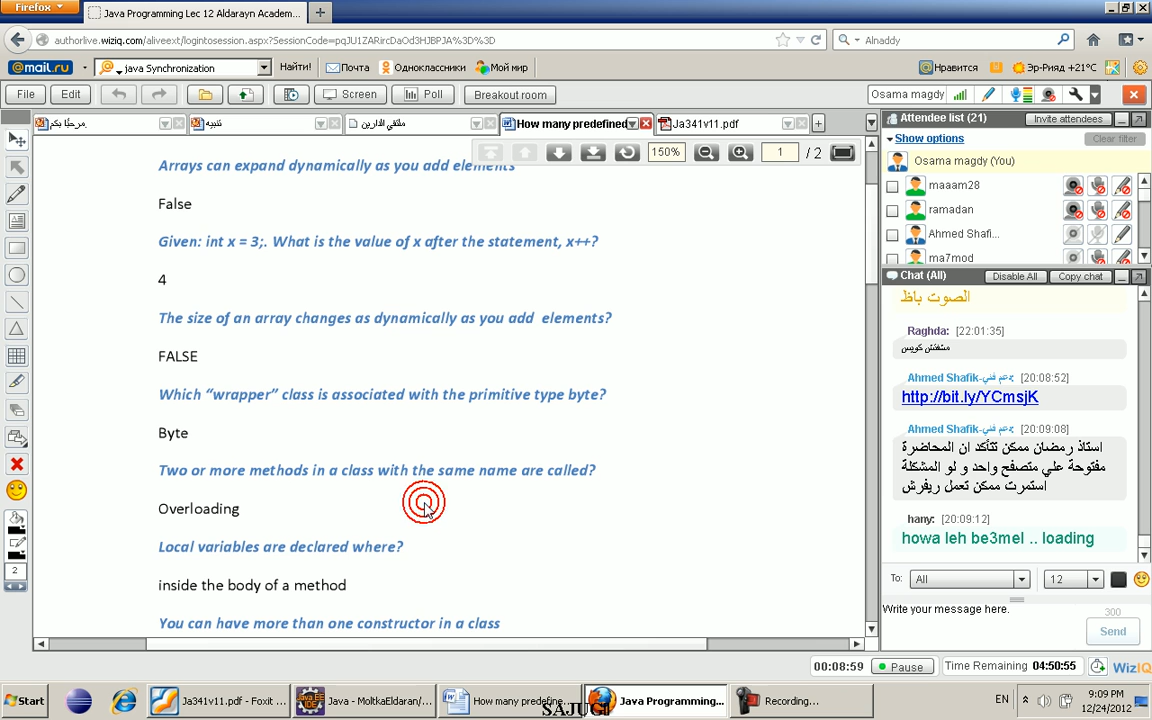 Firefox
Java Programming Lec 12 Aldarayn Academ...
authorlive.wiziq.com/aliveext/logintosession.aspx?SessionCode=pqJU1ZARircDaOd3HJBPJA%3D%3D
Alnaddy
@mail.ru
java Synchronization
Найти!
Почта
Одноклассники
Мой мир
Нравится
Эр-Рияд +21°C
File
Edit
Screen
Poll
Breakout room
Osama magdy
مرحبًا بكم.
تنبيه
ملتقي الدارين
How many predefined
Ja341v11.pdf
150%
1 / 2
Arrays can expand dynamically as you add elements
False
Given: int x = 3;. What is the value of x after the statement, x++?
4
The size of an array changes as dynamically as you add elements?
FALSE
Which “wrapper” class is associated with the primitive type byte?
Byte
Two or more methods in a class with the same name are called?
Overloading
Local variables are declared where?
inside the body of a method
You can have more than one constructor in a class
2
Attendee list (21)
Invite attendees
Show options
Clear filter
Osama magdy (You)
maaam28
ramadan
Ahmed Shafi...
ma7mod
Chat (All)
Disable All
Copy chat
الصوت باظ
Raghda: [22:01:35]
مشغش كويس
Ahmed Shafik-دعم فني: [20:08:52]
http://bit.ly/YCmsjK
Ahmed Shafik-دعم فني: [20:09:08]
استاذ رمضان ممكن تتأكد ان المحاضرة
مفتوحة علي متصفح واحد و لو المشكلة
استمرت ممكن تعمل ريفرش
hany: [20:09:12]
howa leh be3mel .. loading
To:
All
12
Write your message here.
300
Send
00:08:59
Pause
Time Remaining 04:50:55
WizIQ
Start
Ja341v11.pdf - Foxit ...
Java - MoltkaEldaran/...
How many predefine...
Java Programming...
Recording...
EN
9:09 PM
12/24/2012
SAJUGI